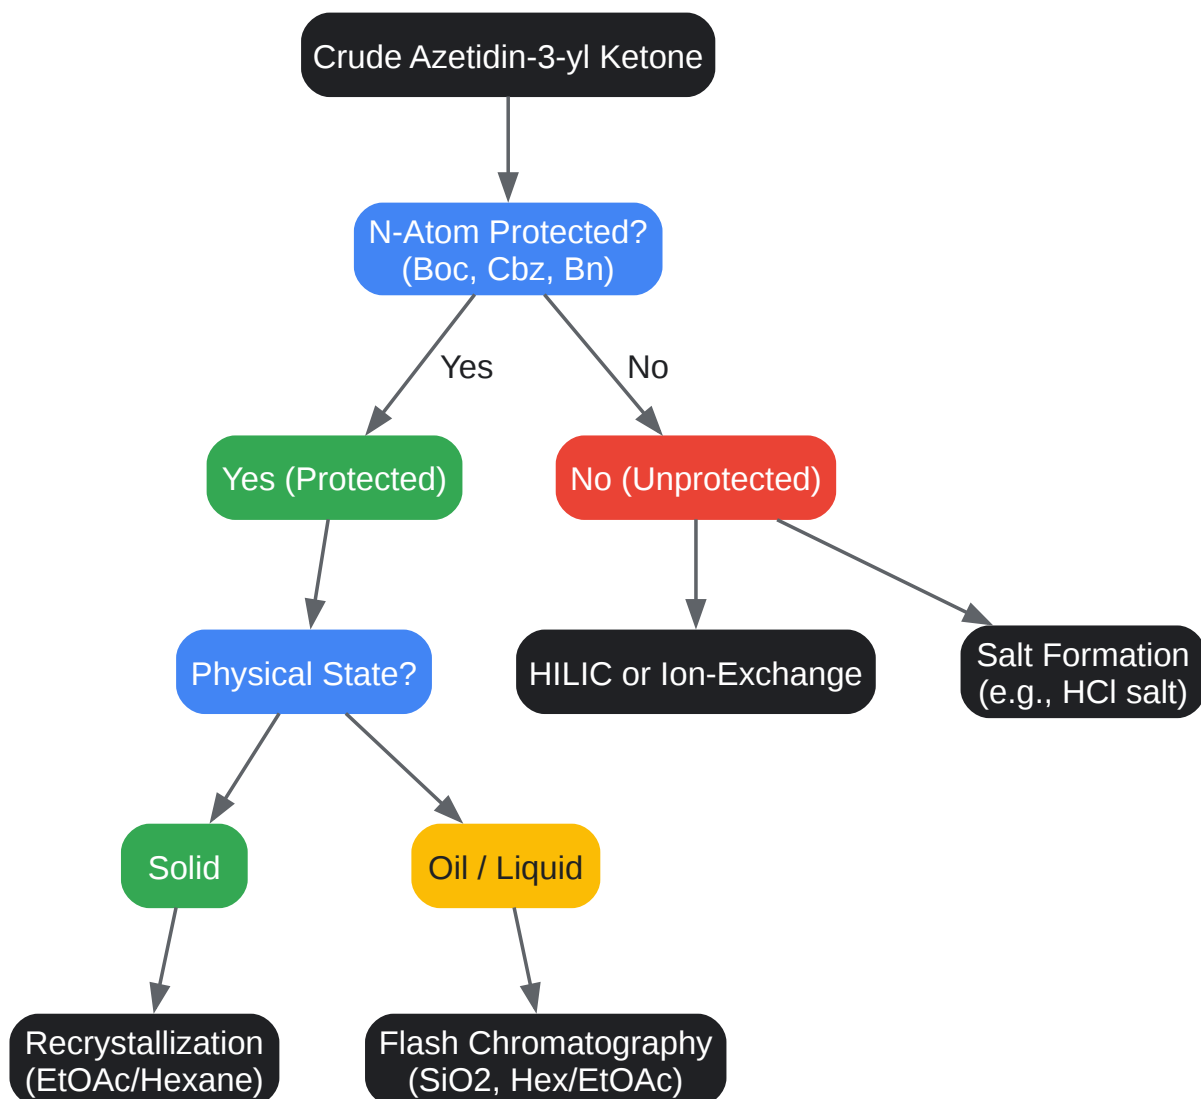 Crude Azetidin-3-yl Ketone
N-Atom Protected?
(Boc, Cbz, Bn)
Yes
No
Yes (Protected)
No (Unprotected)
Physical State?
HILIC or Ion-Exchange
Salt Formation
(e.g., HCl salt)
Solid
Oil / Liquid
Recrystallization
(EtOAc/Hexane)
Flash Chromatography
(SiO2, Hex/EtOAc)